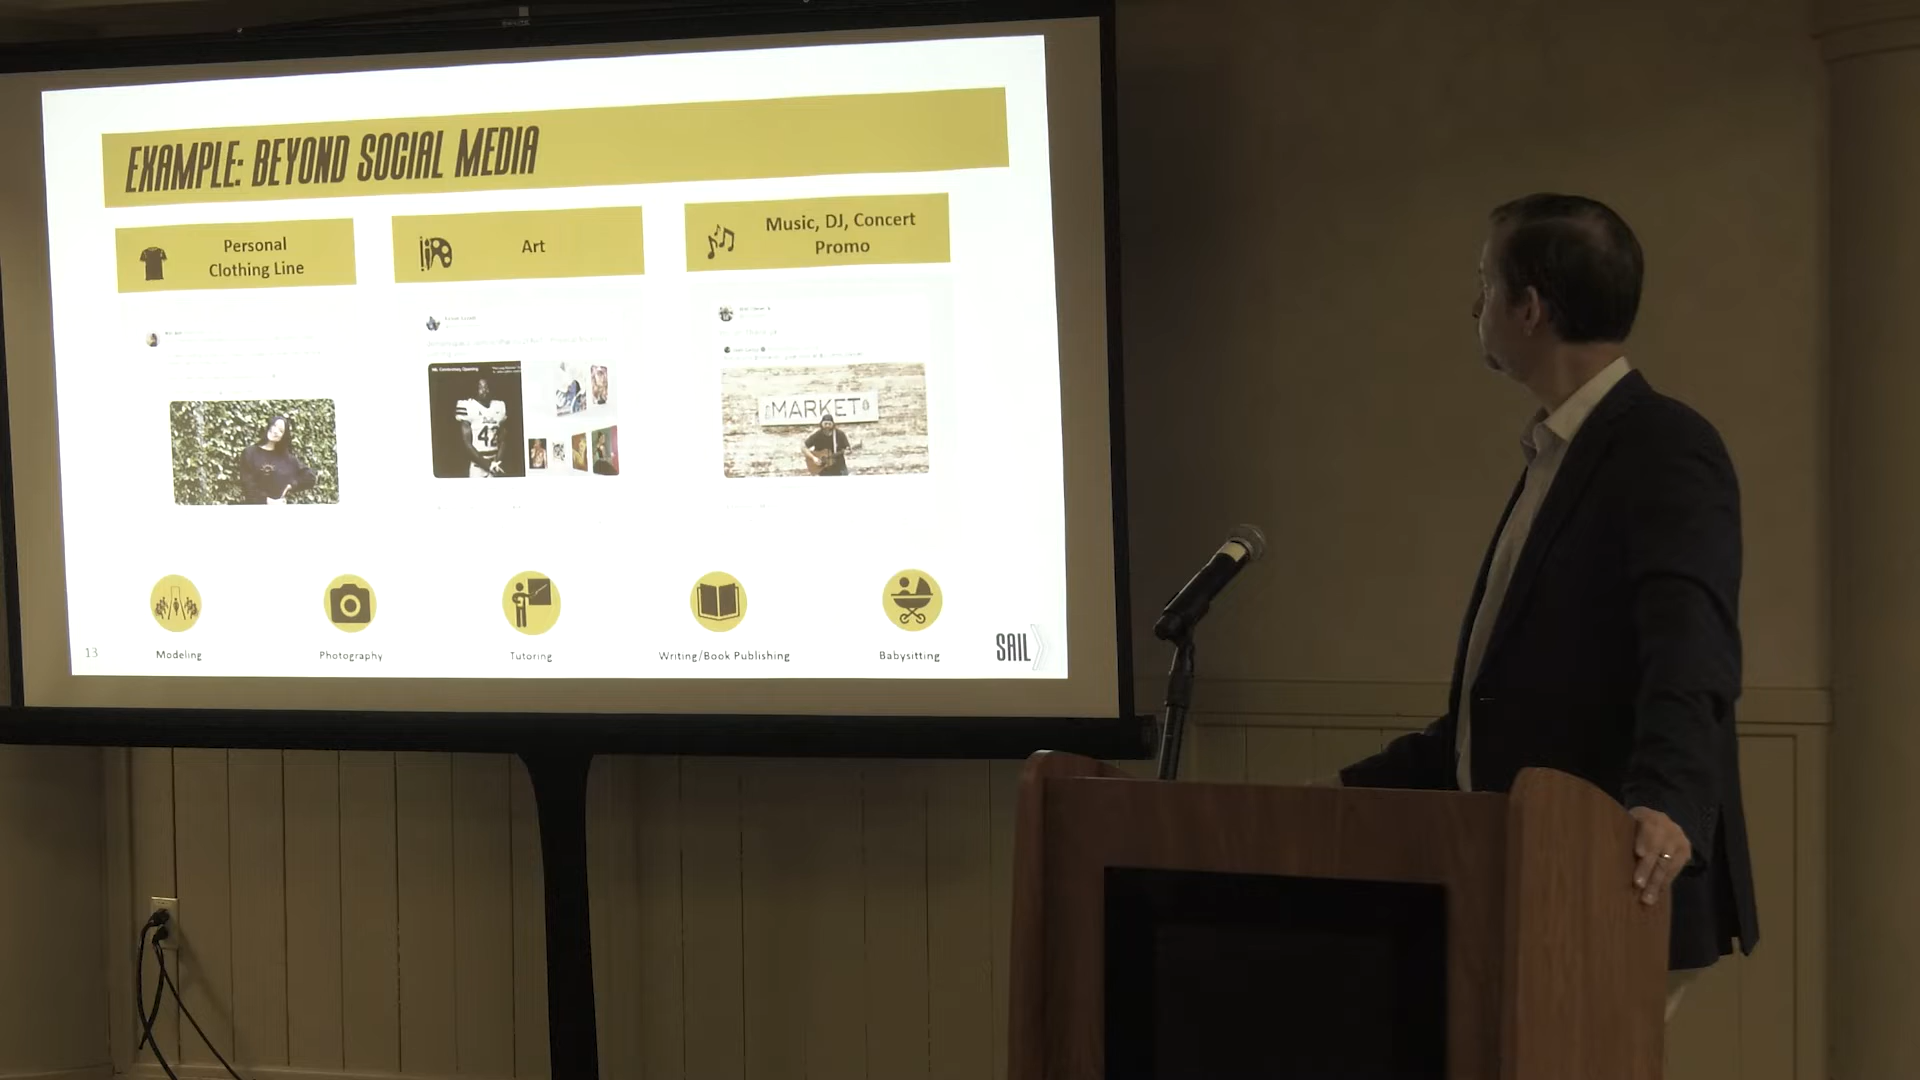 EXAMPLE: BEYOND SOCIAL MEDIA
Personal
Clothing Line
Art
Music, DJ, Concert
Promo
42
MARKET
Modeling
Photography
Tutoring
Writing/Book Publishing
Babysitting
13
SAIL